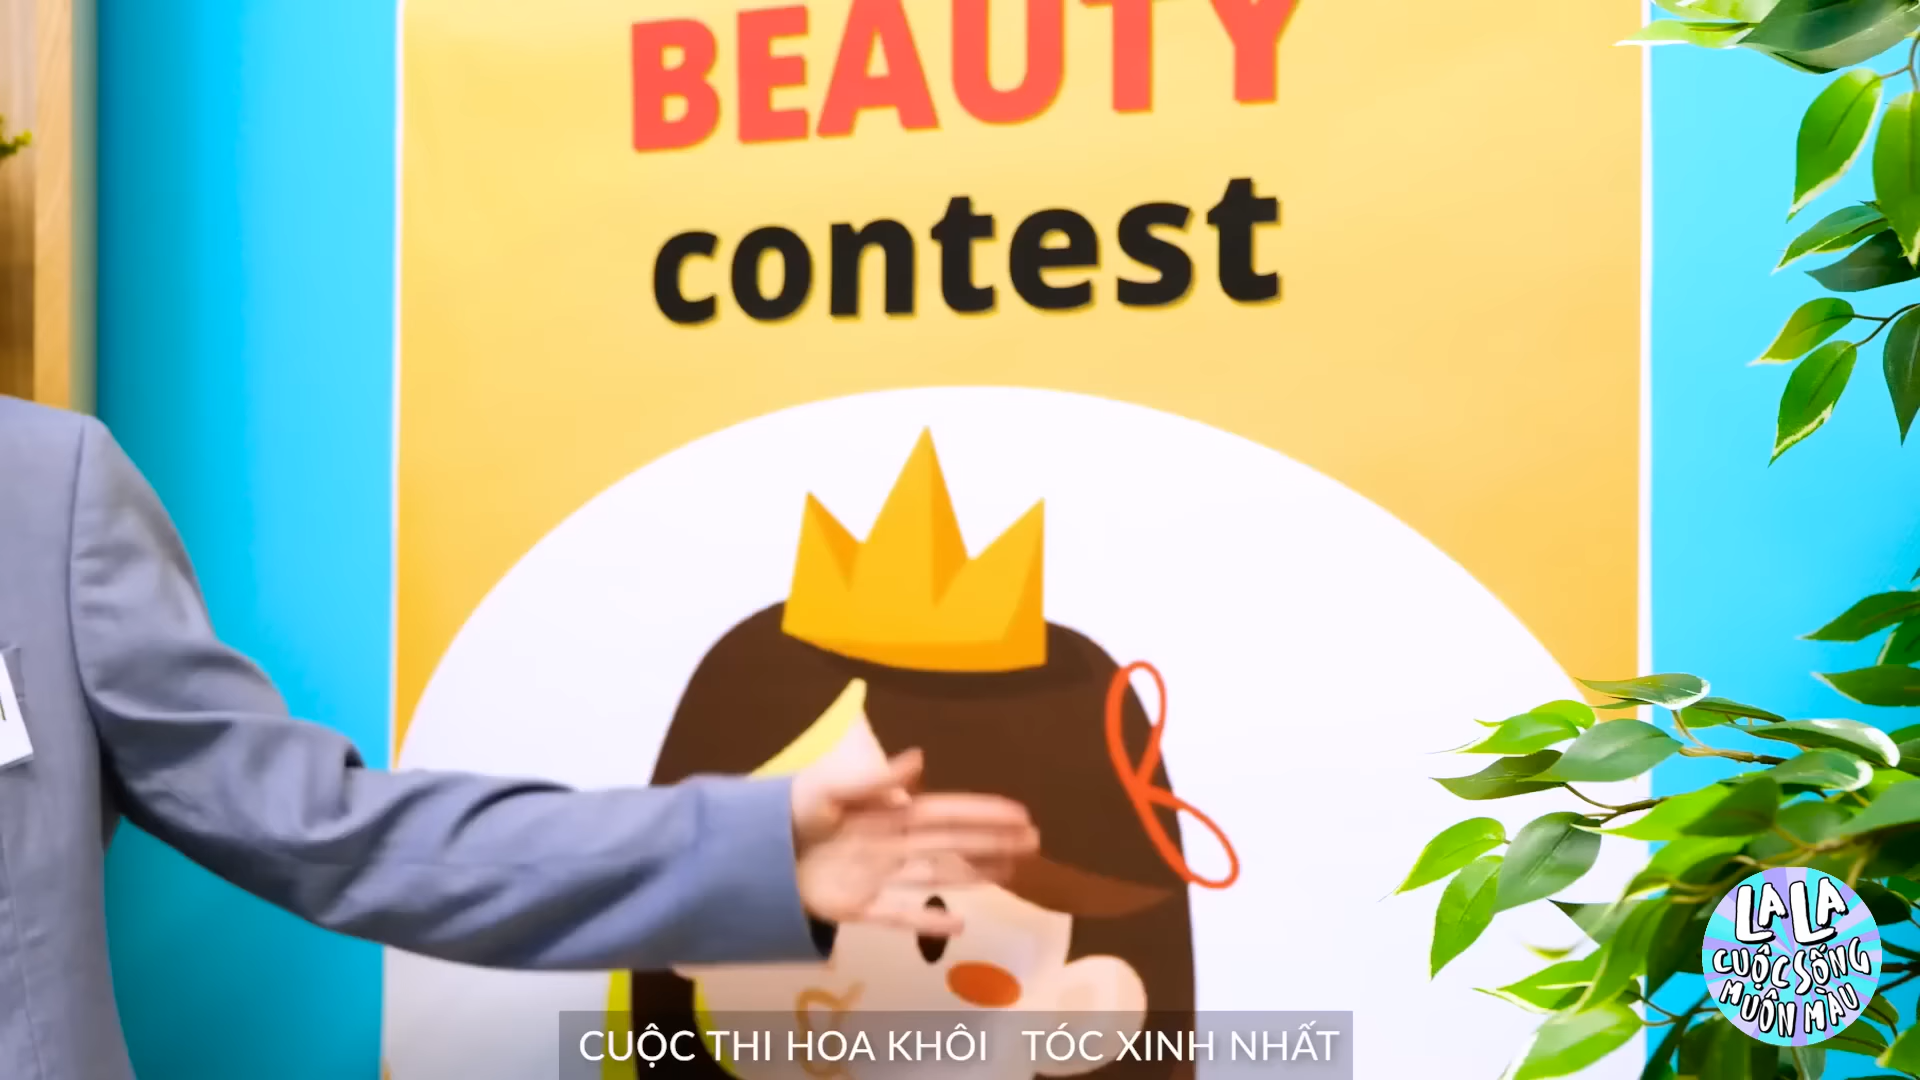 BEAUTY
contest
CUỘC THI HOA KHÔI TÓC XINH NHẤT
LA LA
CUỘC SỐNG
MUÔN MÀU